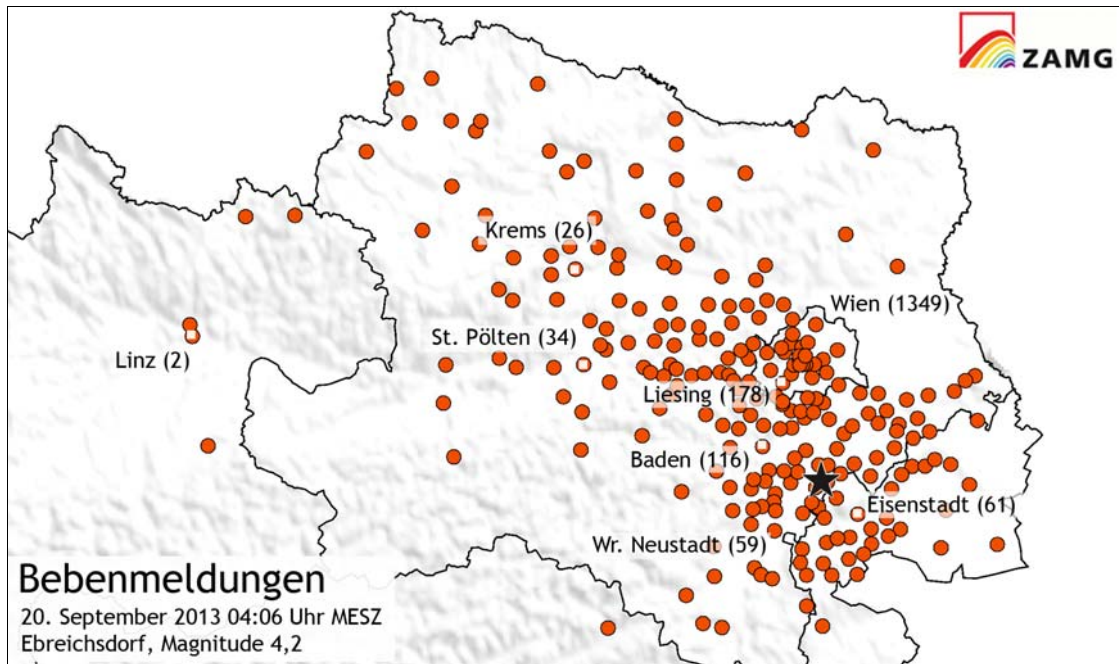 ZAMG
Krems (26)
Wien (1349)
St. Pölten (34)
Linz (2)
Liesing (178)
Baden (116)
Eisenstadt (61)
Wr. Neustadt (59)
Bebenmeldungen
20. September 2013 04:06 Uhr MESZ
Ebreichsdorf, Magnitude 4,2